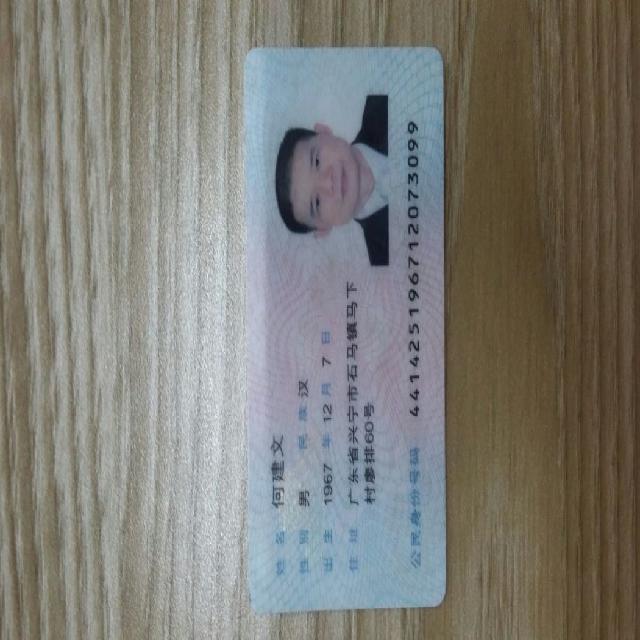 姓名 何建文
性别 男 民族 汉
出生 1967 年 12 月 7 日
住址 广东省兴宁市石马镇马下
村廖排60号
公民身份号码 441425196712073099